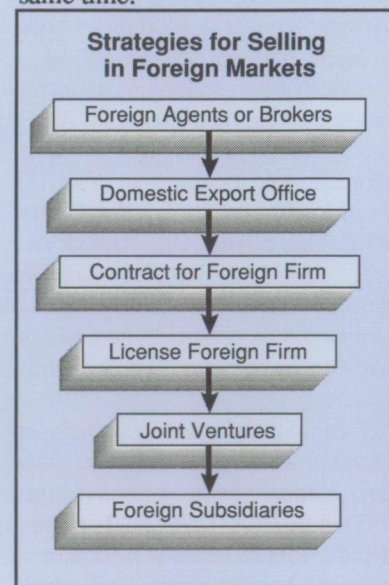 same time.
Strategies for Selling
in Foreign Markets
Foreign Agents or Brokers
Domestic Export Office
Contract for Foreign Firm
License Foreign Firm
Joint Ventures
Foreign Subsidiaries